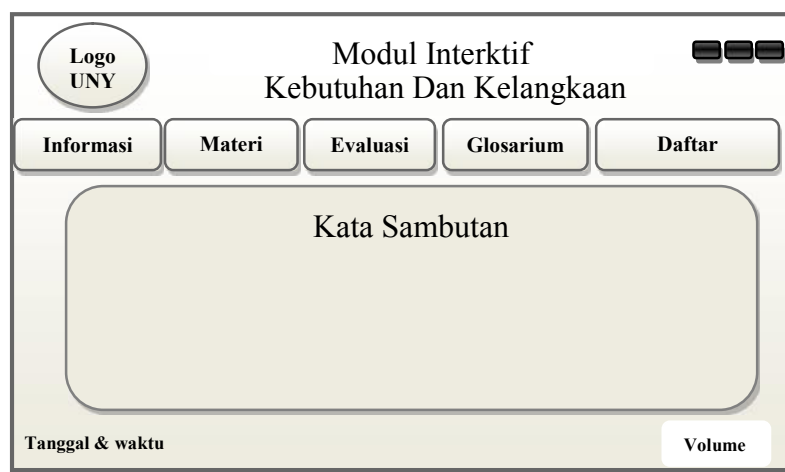 Logo
UNY
Modul Interktif
Kebutuhan Dan Kelangkaan
Informasi
Materi
Evaluasi
Glosarium
Daftar
Kata Sambutan
Tanggal & waktu
Volume